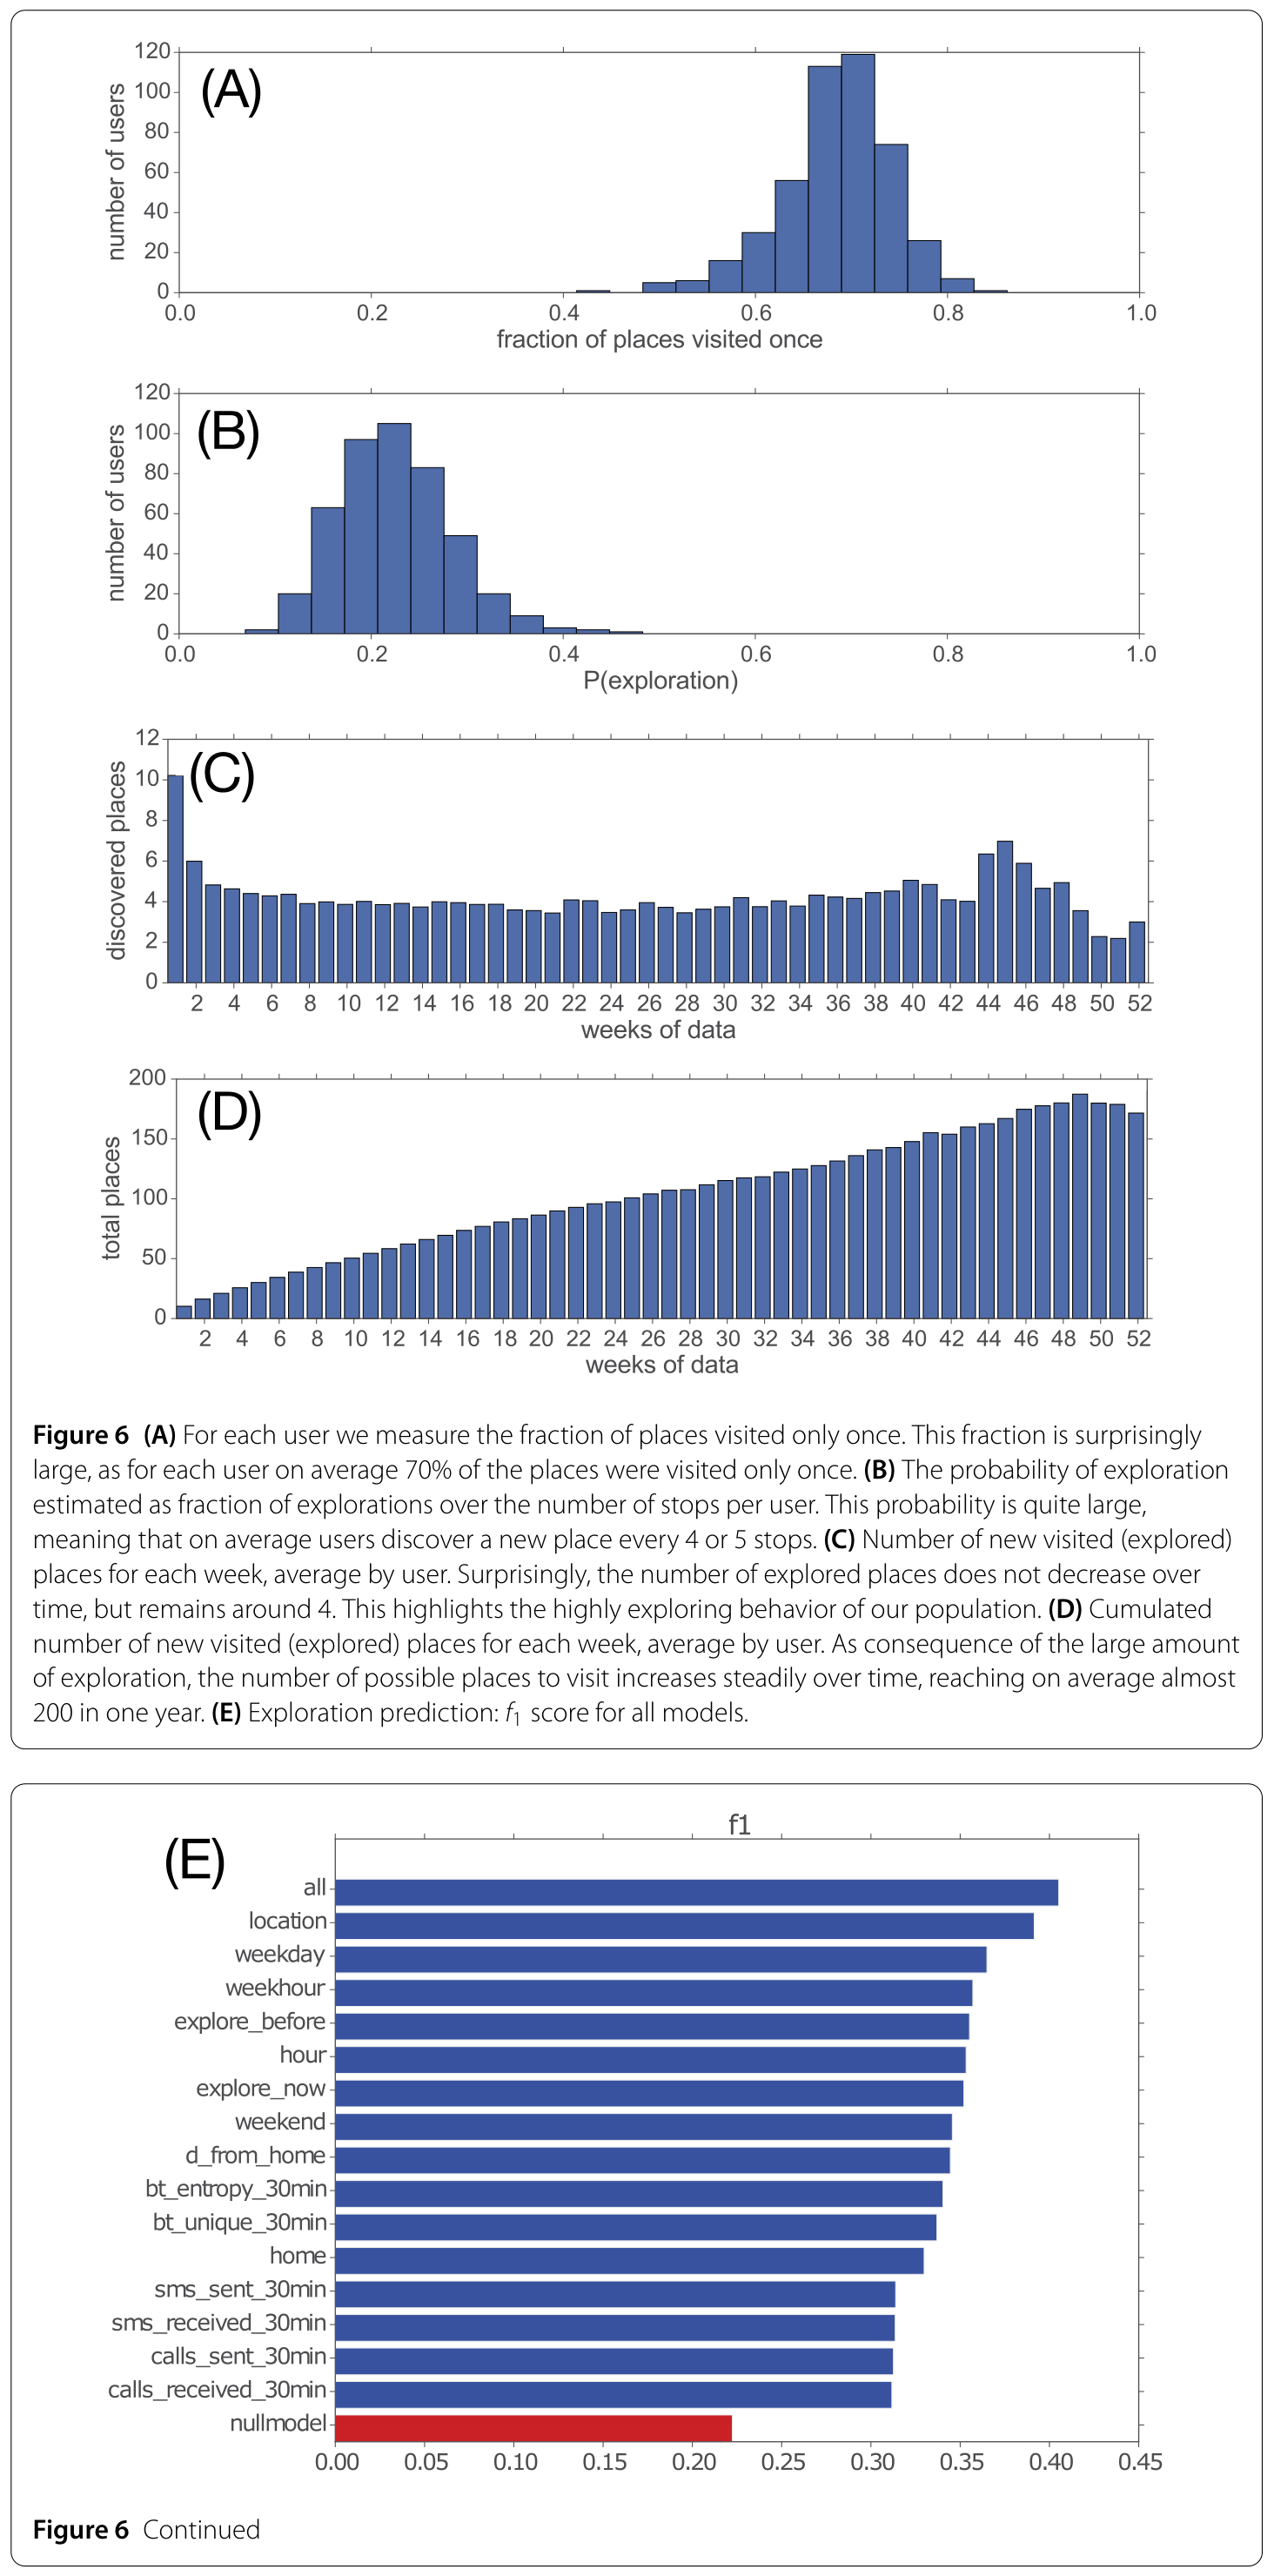 (A)
number of users
120
100
80
60
40
20
0
0.0 0.2 0.4 0.6 0.8 1.0
fraction of places visited once
(B)
number of users
120
100
80
60
40
20
0
0.0 0.2 0.4 0.6 0.8 1.0
P(exploration)
(C)
discovered places
12
10
8
6
4
2
0
2 4 6 8 10 12 14 16 18 20 22 24 26 28 30 32 34 36 38 40 42 44 46 48 50 52
weeks of data
(D)
total places
200
150
100
50
0
2 4 6 8 10 12 14 16 18 20 22 24 26 28 30 32 34 36 38 40 42 44 46 48 50 52
weeks of data
Figure 6 (A) For each user we measure the fraction of places visited only once. This fraction is surprisingly
large, as for each user on average 70% of the places were visited only once. (B) The probability of exploration
estimated as fraction of explorations over the number of stops per user. This probability is quite large,
meaning that on average users discover a new place every 4 or 5 stops. (C) Number of new visited (explored)
places for each week, average by user. Surprisingly, the number of explored places does not decrease over
time, but remains around 4. This highlights the highly exploring behavior of our population. (D) Cumulated
number of new visited (explored) places for each week, average by user. As consequence of the large amount
of exploration, the number of possible places to visit increases steadily over time, reaching on average almost
200 in one year. (E) Exploration prediction: f1 score for all models.
(E)
f1
all
location
weekday
weekhour
explore_before
hour
explore_now
weekend
d_from_home
bt_entropy_30min
bt_unique_30min
home
sms_sent_30min
sms_received_30min
calls_sent_30min
calls_received_30min
nullmodel
0.00 0.05 0.10 0.15 0.20 0.25 0.30 0.35 0.40 0.45
Figure 6 Continued